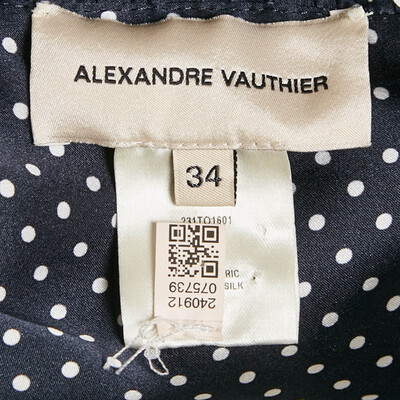 ALEXANDRE VAUTHIER
34
231TO1601
RIC
SILK
240912
075739